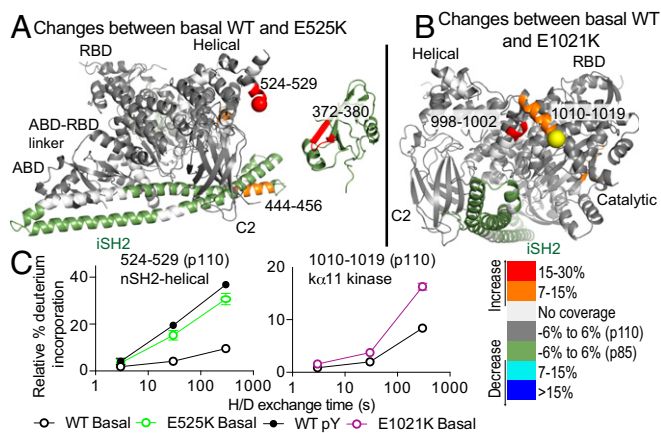 A Changes between basal WT and E525K
RBD
Helical
524-529
372-380
ABD-RBD
linker
ABD
444-456
C2
iSH2
B Changes between basal WT
and E1021K
Helical
RBD
998-1002
1010-1019
C2
Catalytic
iSH2
C
524-529 (p110)
nSH2-helical
Relative % deuterium
incorporation
40
20
0
1
10
100
1000
1010-1019 (p110)
kα11 kinase
20
10
0
1
10
100
1000
H/D exchange time (s)
WT Basal
E525K Basal
WT pY
E1021K Basal
Increase
15-30%
7-15%
No coverage
-6% to 6% (p110)
-6% to 6% (p85)
Decrease
7-15%
>15%